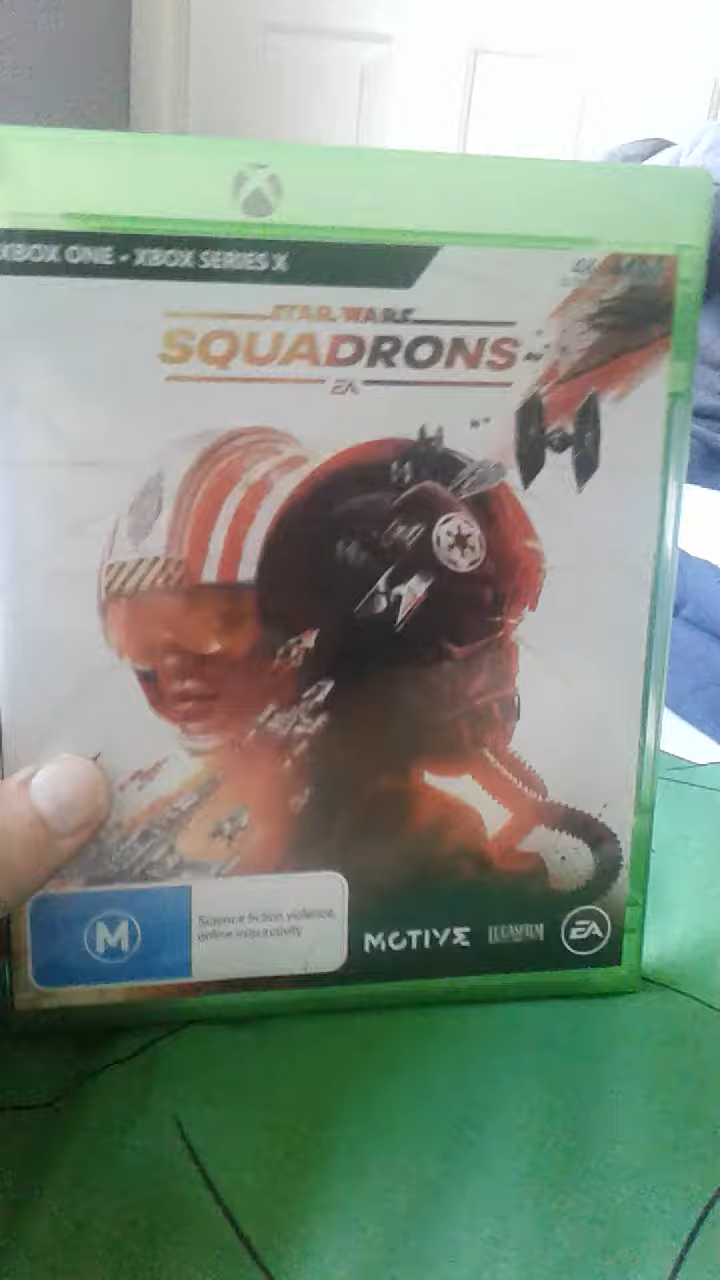 XBOX ONE • XBOX SERIES X
STAR WARS
SQUADRONS
EA
M
Science fiction violence,
online interactivity
MOTIVE
LUCASFILM
EA